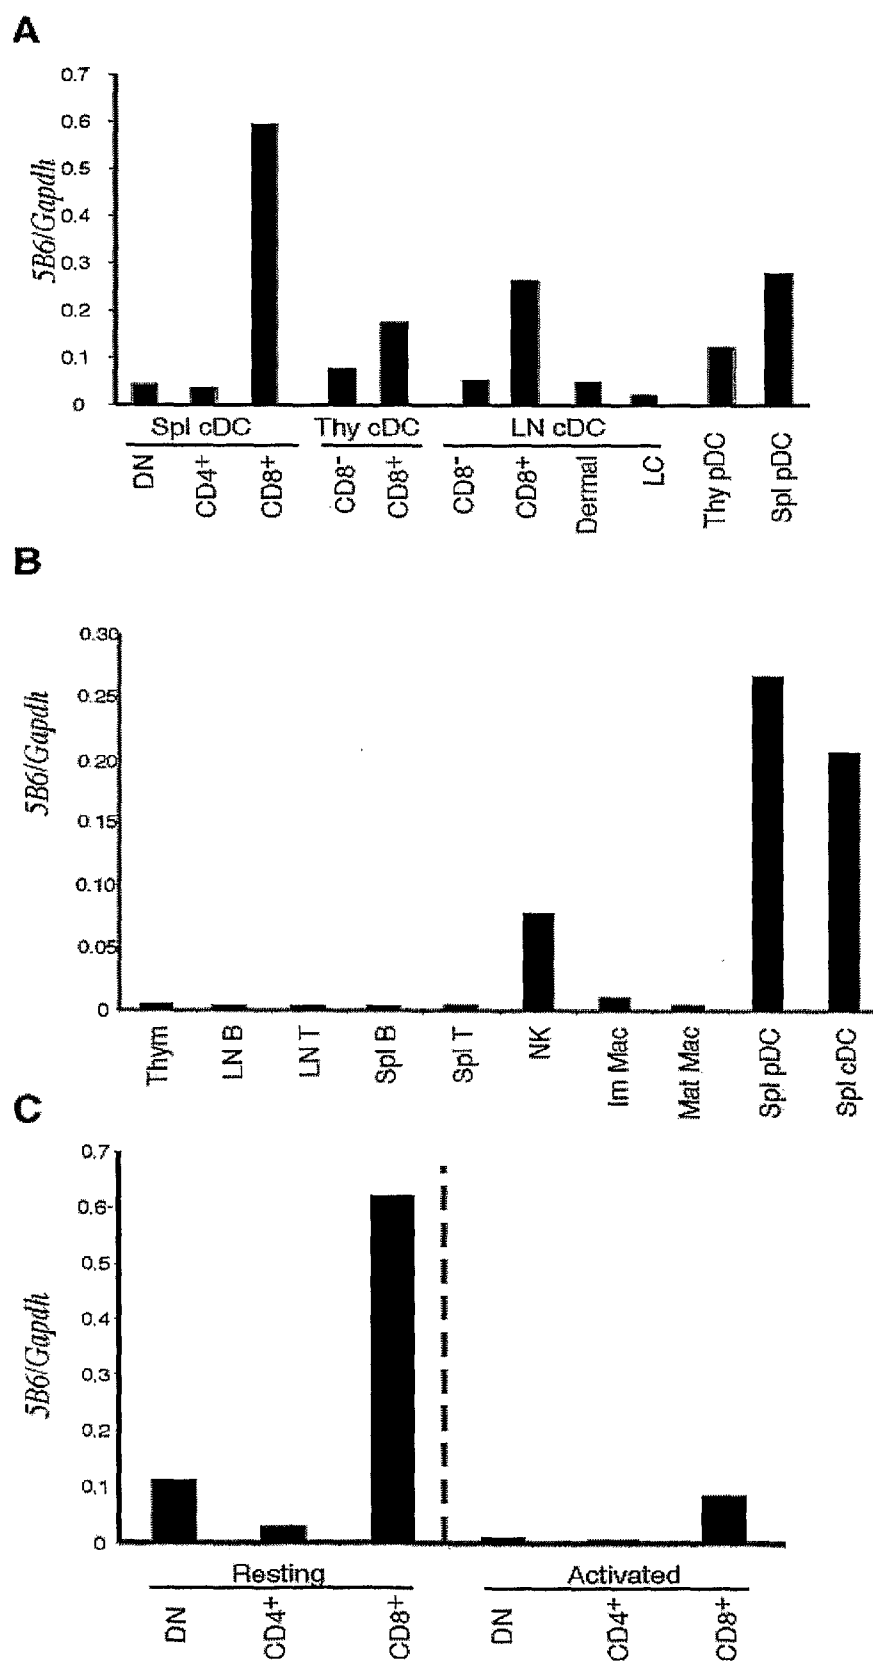 A
0.7
0.6
0.5
0.4
0.3
0.2
0.1
0
5B6/Gapdh
Spl cDC Thy cDC LN cDC
DN CD4+ CD8+ CD8- CD8+ CD8- CD8+ Dermal LC Thy pDC Spl pDC
B
0.30
0.25
0.20
0.15
0.10
0.05
0
5B6/Gapdh
Thym LN B LN T Spl B Spl T NK Im Mac Mat Mac Spl pDC Spl cDC
C
0.7
0.6
0.5
0.4
0.3
0.2
0.1
0
5B6/Gapdh
Resting Activated
DN CD4+ CD8+ DN CD4+ CD8+